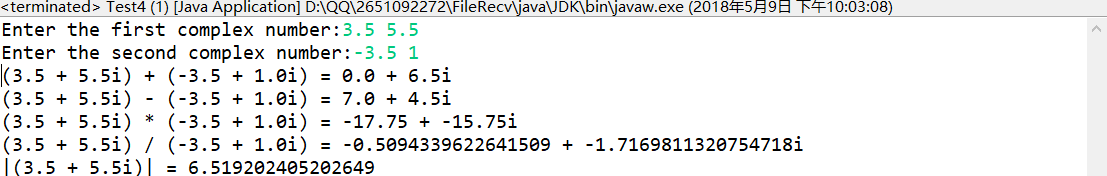 <terminated> Test4 (1) [Java Application] D:\QQ\2651092272\FileRecv\java\JDK\bin\javaw.exe (2018年5月9日 下午10:03:08)
Enter the first complex number:3.5 5.5
Enter the second complex number:-3.5 1
(3.5 + 5.5i) + (-3.5 + 1.0i) = 0.0 + 6.5i
(3.5 + 5.5i) - (-3.5 + 1.0i) = 7.0 + 4.5i
(3.5 + 5.5i) * (-3.5 + 1.0i) = -17.75 + -15.75i
(3.5 + 5.5i) / (-3.5 + 1.0i) = -0.5094339622641509 + -1.7169811320754718i
|(3.5 + 5.5i)| = 6.519202405202649